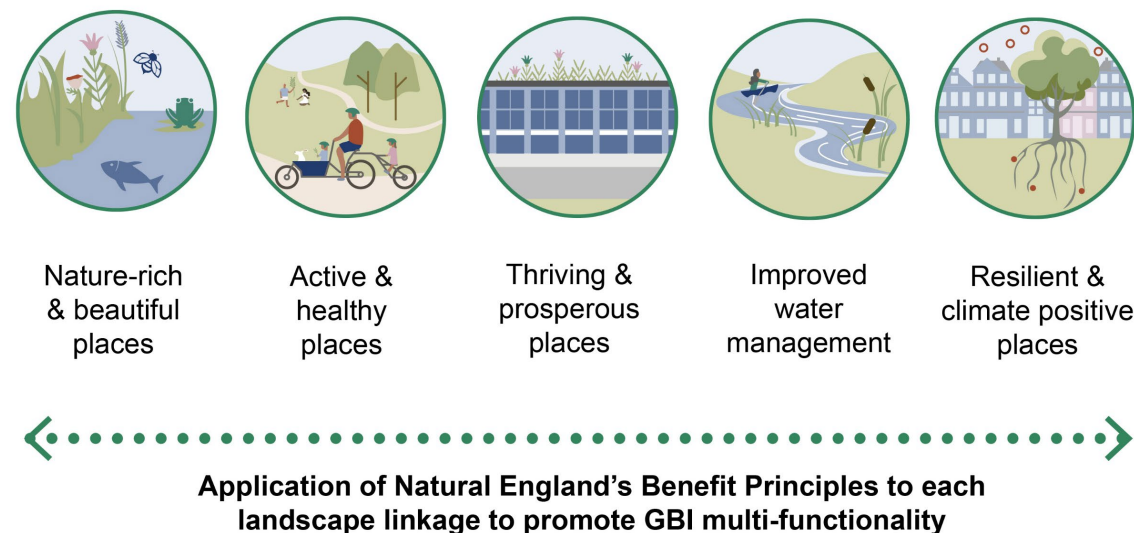 Nature-rich
& beautiful
places
Active &
healthy
places
Thriving &
prosperous
places
Improved
water
management
Resilient &
climate positive
places
Application of Natural England's Benefit Principles to each
landscape linkage to promote GBI multi-functionality